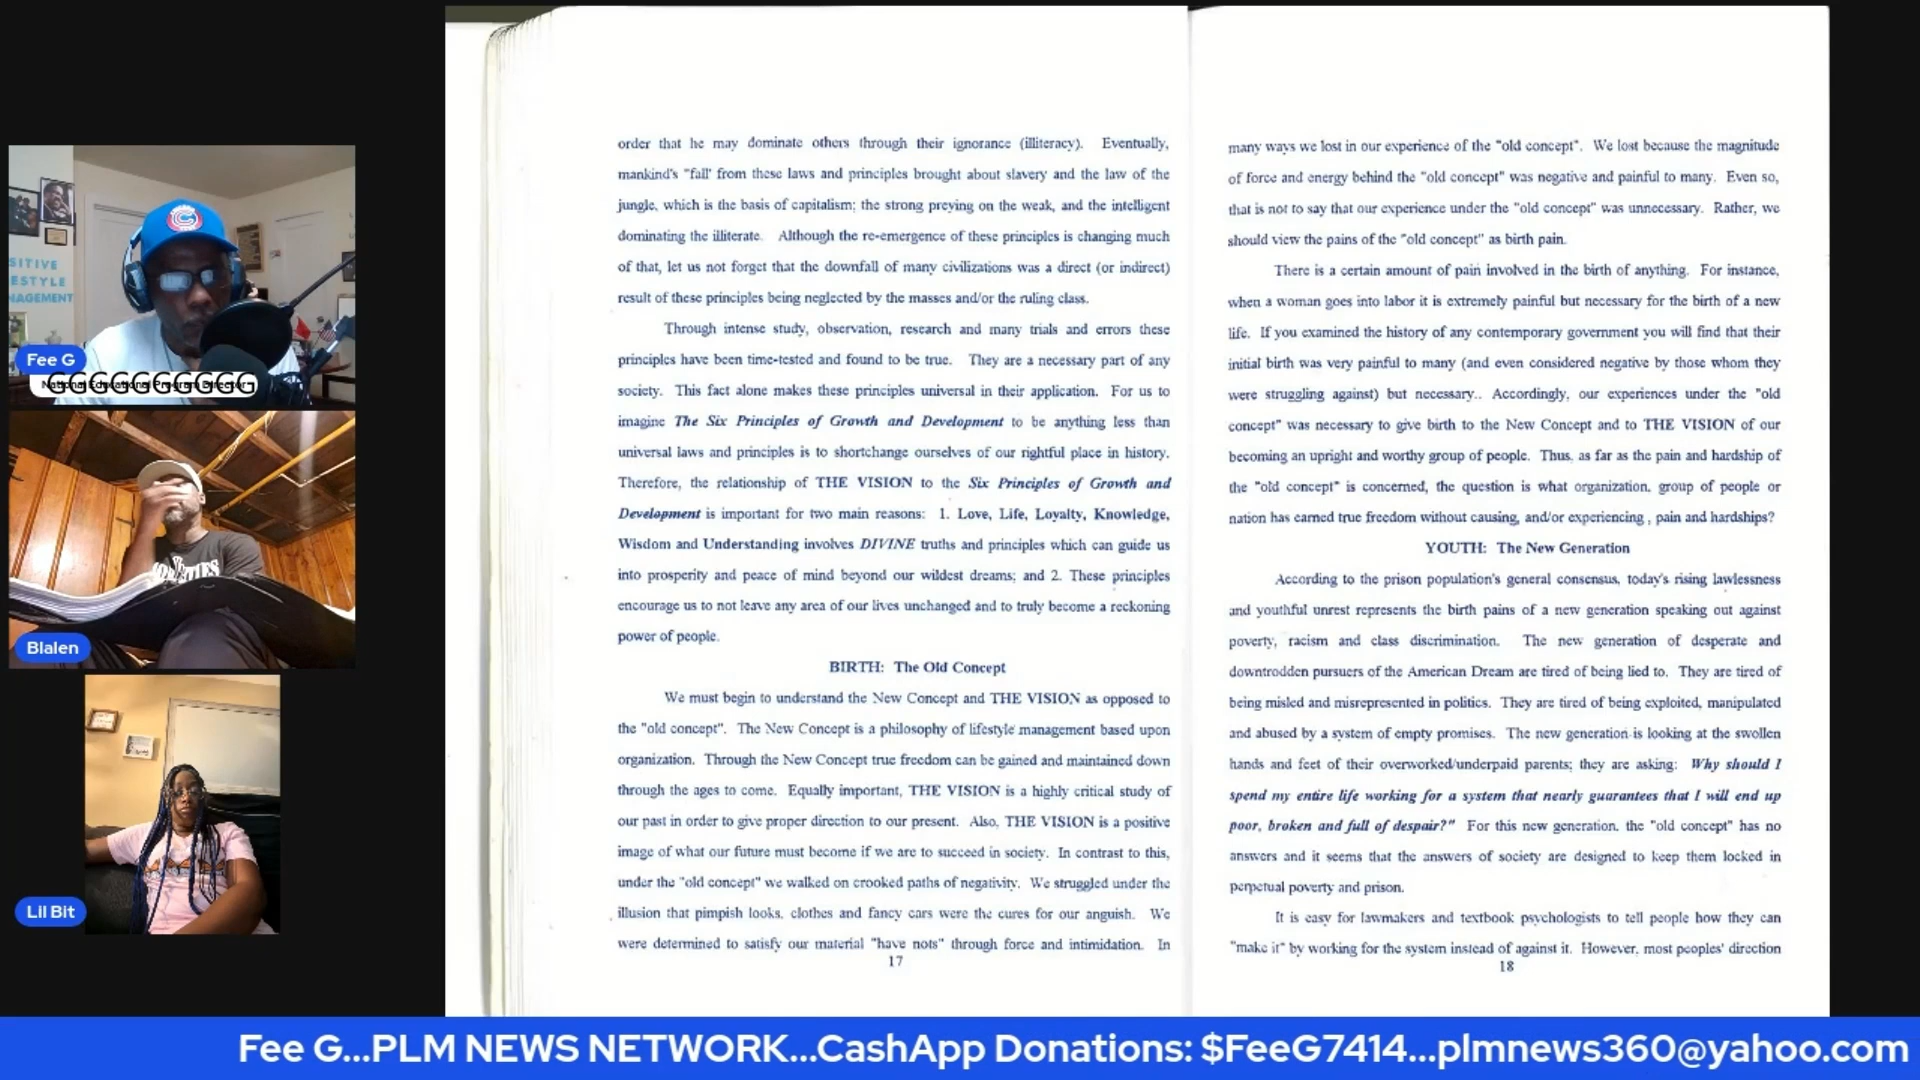 SITIVE
ESTYLE
NAGEMENT
Fee G
National Educational Program Director
GGGGGGGGGG
Blalen
Lil Bit
order that he may dominate others through their ignorance (illiteracy). Eventually,
mankind's "fall' from these laws and principles brought about slavery and the law of the
jungle, which is the basis of capitalism; the strong preying on the weak, and the intelligent
dominating the illiterate. Although the re-emergence of these principles is changing much
of that, let us not forget that the downfall of many civilizations was a direct (or indirect)
result of these principles being neglected by the masses and/or the ruling class.
Through intense study, observation, research and many trials and errors these
principles have been time-tested and found to be true. They are a necessary part of any
society. This fact alone makes these principles universal in their application. For us to
imagine The Six Principles of Growth and Development to be anything less than
universal laws and principles is to shortchange ourselves of our rightful place in history.
Therefore, the relationship of THE VISION to the Six Principles of Growth and
Development is important for two main reasons: 1. Love, Life, Loyalty, Knowledge,
Wisdom and Understanding involves DIVINE truths and principles which can guide us
into prosperity and peace of mind beyond our wildest dreams; and 2. These principles
encourage us to not leave any area of our lives unchanged and to truly become a reckoning
power of people.
BIRTH: The Old Concept
We must begin to understand the New Concept and THE VISION as opposed to
the "old concept". The New Concept is a philosophy of lifestyle management based upon
organization. Through the New Concept true freedom can be gained and maintained down
through the ages to come. Equally important, THE VISION is a highly critical study of
our past in order to give proper direction to our present. Also, THE VISION is a positive
image of what our future must become if we are to succeed in society. In contrast to this,
under the "old concept" we walked on crooked paths of negativity. We struggled under the
illusion that pimpish looks, clothes and fancy cars were the cures for our anguish. We
were determined to satisfy our material "have nots" through force and intimidation. In
17
many ways we lost in our experience of the "old concept". We lost because the magnitude
of force and energy behind the "old concept" was negative and painful to many. Even so,
that is not to say that our experience under the "old concept" was unnecessary. Rather, we
should view the pains of the "old concept" as birth pain.
There is a certain amount of pain involved in the birth of anything. For instance,
when a woman goes into labor it is extremely painful but necessary for the birth of a new
life. If you examined the history of any contemporary government you will find that their
initial birth was very painful to many (and even considered negative by those whom they
were struggling against) but necessary.. Accordingly, our experiences under the "old
concept" was necessary to give birth to the New Concept and to THE VISION of our
becoming an upright and worthy group of people. Thus, as far as the pain and hardship of
the "old concept" is concerned, the question is what organization, group of people or
nation has earned true freedom without causing, and/or experiencing , pain and hardships?
YOUTH: The New Generation
According to the prison population's general consensus, today's rising lawlessness
and youthful unrest represents the birth pains of a new generation speaking out against
poverty, racism and class discrimination. The new generation of desperate and
downtrodden pursuers of the American Dream are tired of being lied to. They are tired of
being misled and misrepresented in politics. They are tired of being exploited, manipulated
and abused by a system of empty promises. The new generation is looking at the swollen
hands and feet of their overworked/underpaid parents; they are asking: Why should I
spend my entire life working for a system that nearly guarantees that I will end up
poor, broken and full of despair?" For this new generation, the "old concept" has no
answers and it seems that the answers of society are designed to keep them locked in
perpetual poverty and prison.
It is easy for lawmakers and textbook psychologists to tell people how they can
"make it" by working for the system instead of against it. However, most peoples' direction
18
Fee G...PLM NEWS NETWORK...CashApp Donations: $FeeG7414...plmnews360@yahoo.com